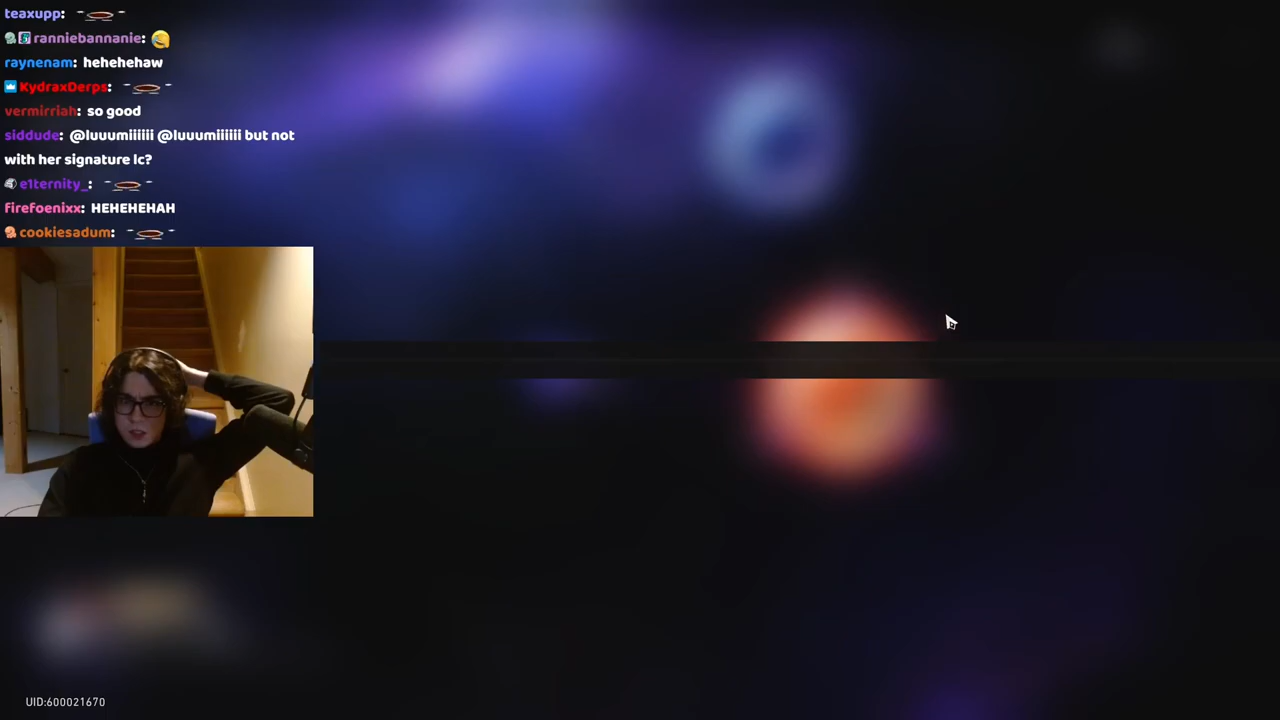 teaxupp:
ranniebannanie:
raynenam: hehehehaw
KydraxDerps:
vermirriah: so good
siddude: @luuumiiiiii @luuumiiiiii but not
with her signature lc?
e1ternity_:
firefoenixx: HEHEHEHAH
cookiesadum:
UID:600021670